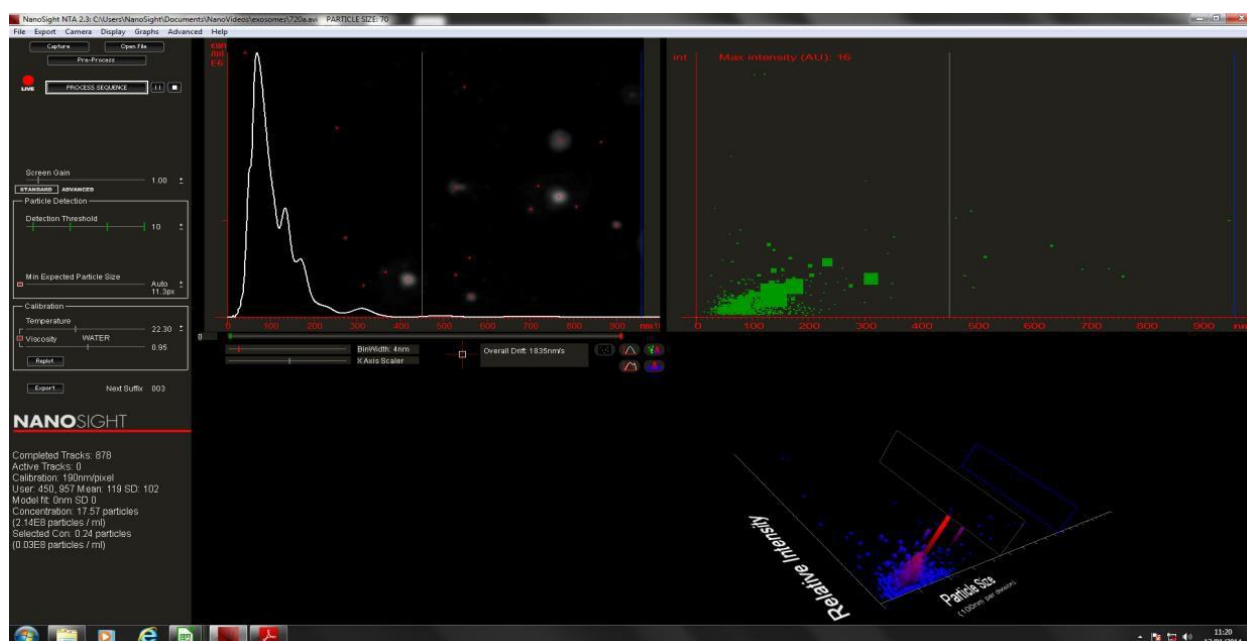 NanoSight NTA 2.3: C:\Users\NanoSight\Documents\NanoVideos\exosomes\720a.avi PARTICLE SIZE: 70
File Export Camera Display Graphs Advanced Help
Capture Open File
Pre-Process
LIVE PROCESS SEQUENCE
Screen Gain
1.00
STANDARD ADVANCED
Particle Detection
Detection Threshold
10
Min Expected Particle Size
Auto
11.3px
Calibration
Temperature
22.30
Viscosity WATER
0.95
Replot
Export Next Suffix 003
NANOSIGHT
Completed Tracks: 878
Active Tracks: 0
Calibration: 190nm/pixel
User: 450, 957 Mean: 119 SD: 102
Model fit: 0nm SD 0
Concentration: 17.57 particles
(2.14E8 particles / ml)
Selected Con: 0.24 particles
(0.03E8 particles / ml)
E6
0 100 200 300 400 500 600 700 800 900
0
BinWidth: 4nm
X Axis Scaler
Overall Drift: 1835nm/s
int Max intensity (AU): 16
0 100 200 300 400 500 600 700 800 900
Relative Intensity
Particle Size
(100nm per division)
11:20